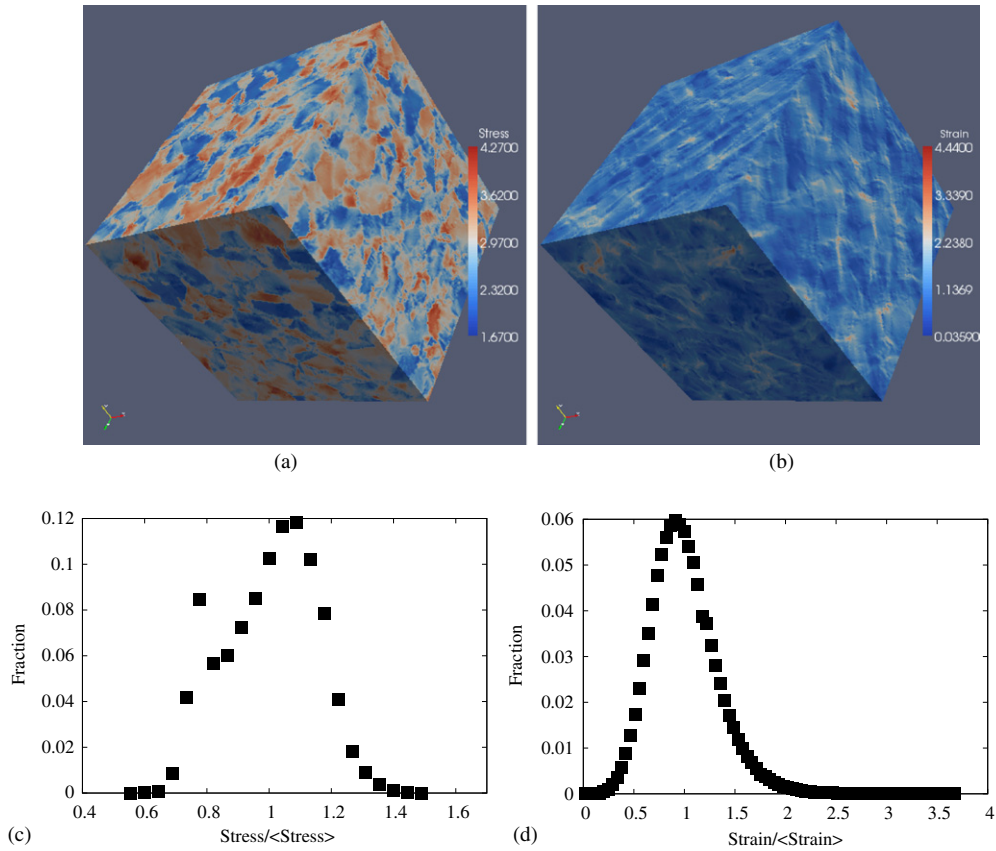 Stress
4.2700
3.6200
2.9700
2.3200
1.6700
(a)
Strain
4.4400
3.3390
2.2380
1.1369
0.03590
(b)
0.12
0.1
0.08
0.06
0.04
0.02
0
Fraction
0.4 0.6 0.8 1 1.2 1.4 1.6
Stress/<Stress>
(c)
0.06
0.05
0.04
0.03
0.02
0.01
0
Fraction
0 0.5 1 1.5 2 2.5 3 3.5 4
Strain/<Strain>
(d)